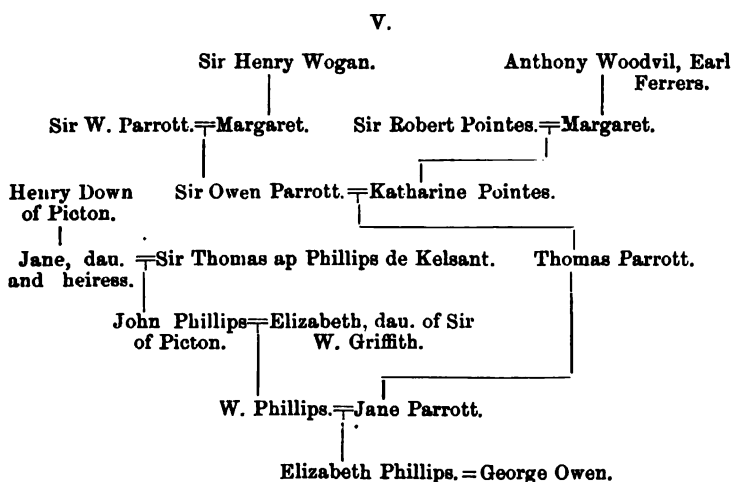 V.
Sir Henry Wogan. Anthony Woodvil, Earl
Ferrers.
Sir W. Parrott.=Margaret. Sir Robert Pointes.=Margaret.
Henry Down Sir Owen Parrott.=Katharine Pointes.
of Picton.
Jane, dau. =Sir Thomas ap Phillips de Kelsant. Thomas Parrott.
and heiress.
John Phillips=Elizabeth, dau. of Sir
of Picton. W. Griffith.
W. Phillips.=Jane Parrott.
Elizabeth Phillips.=George Owen.